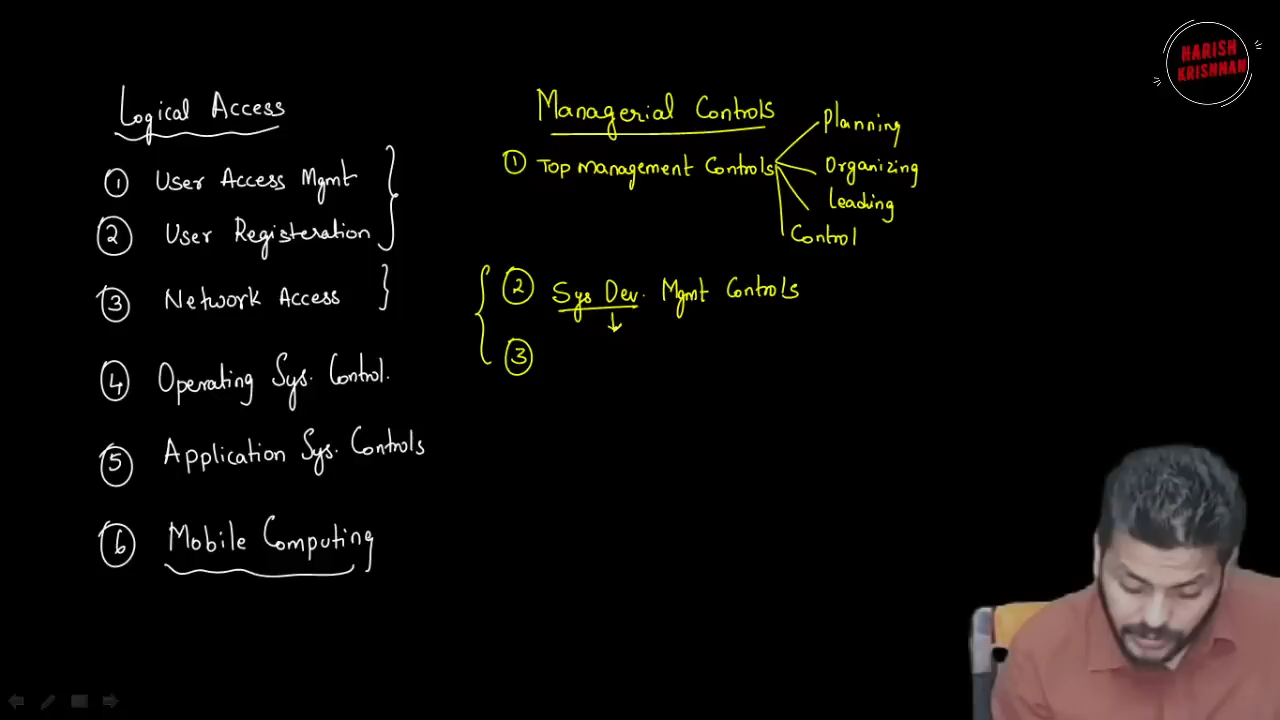 HARISH
KRISHNAN
Logical Access
1 User Access Mgmt
2 User Registeration
3 Network Access
4 Operating Sys. Control.
5 Application Sys. Controls
6 Mobile Computing
Managerial Controls
1 Top management Controls
Planning
Organizing
Leading
Control
2 Sys Dev. Mgmt Controls
3